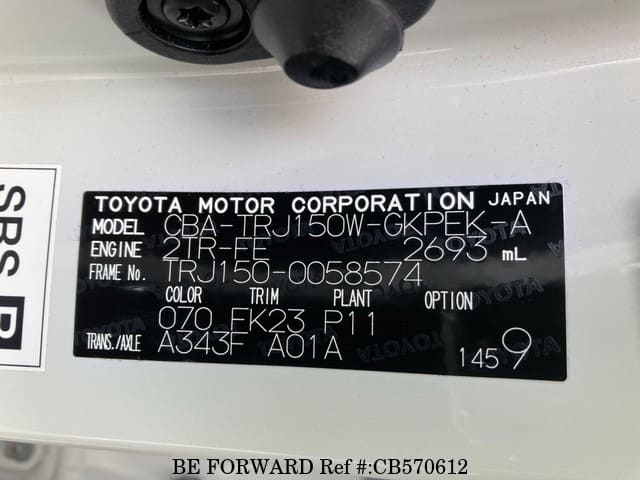 SRS
TOYOTA MOTOR CORPORATION JAPAN
MODEL CBA-TRJ150W-GKPEK-A
ENGINE 2TR-FE 2693 mL
FRAME No. TRJ150-0058574
COLOR TRIM PLANT OPTION
070 FK23 P11
TRANS./AXLE A343F A01A 1459
BE FORWARD Ref #:CB570612